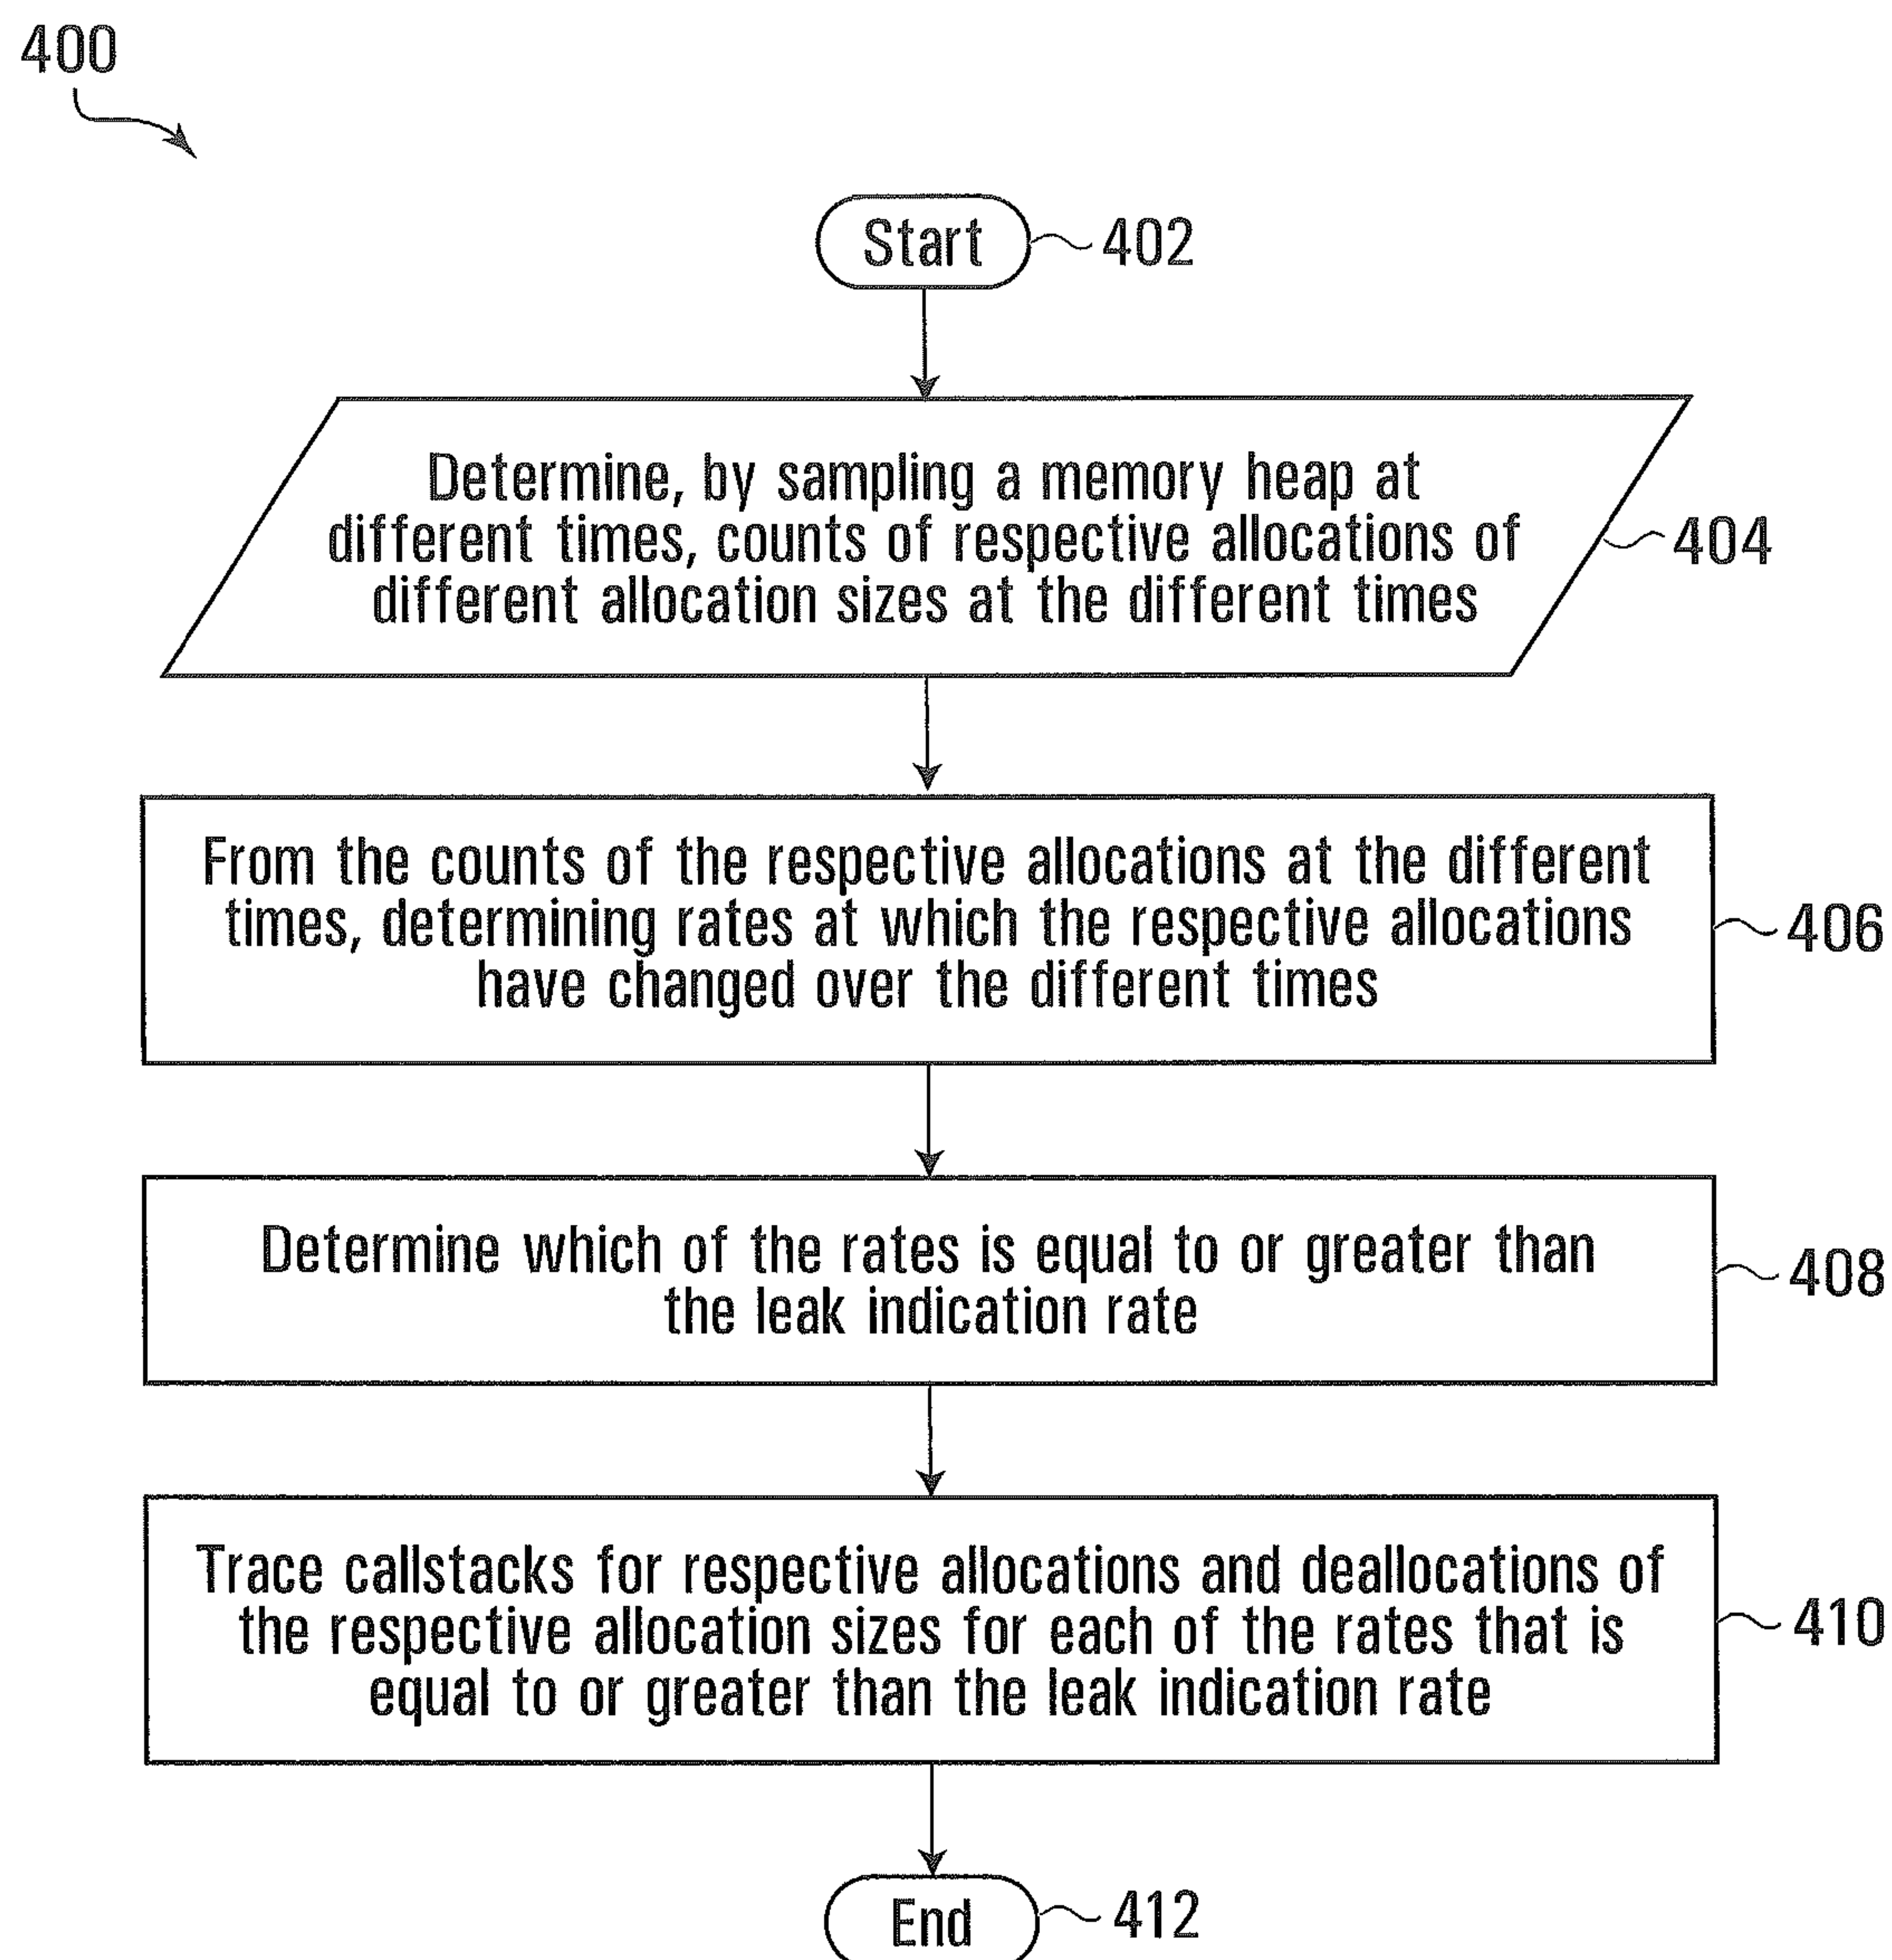 400
Start
402
Determine, by sampling a memory heap at
different times, counts of respective allocations of
different allocation sizes at the different times
404
From the counts of the respective allocations at the different
times, determining rates at which the respective allocations
have changed over the different times
406
Determine which of the rates is equal to or greater than
the leak indication rate
408
Trace callstacks for respective allocations and deallocations of
the respective allocation sizes for each of the rates that is
equal to or greater than the leak indication rate
410
End
412